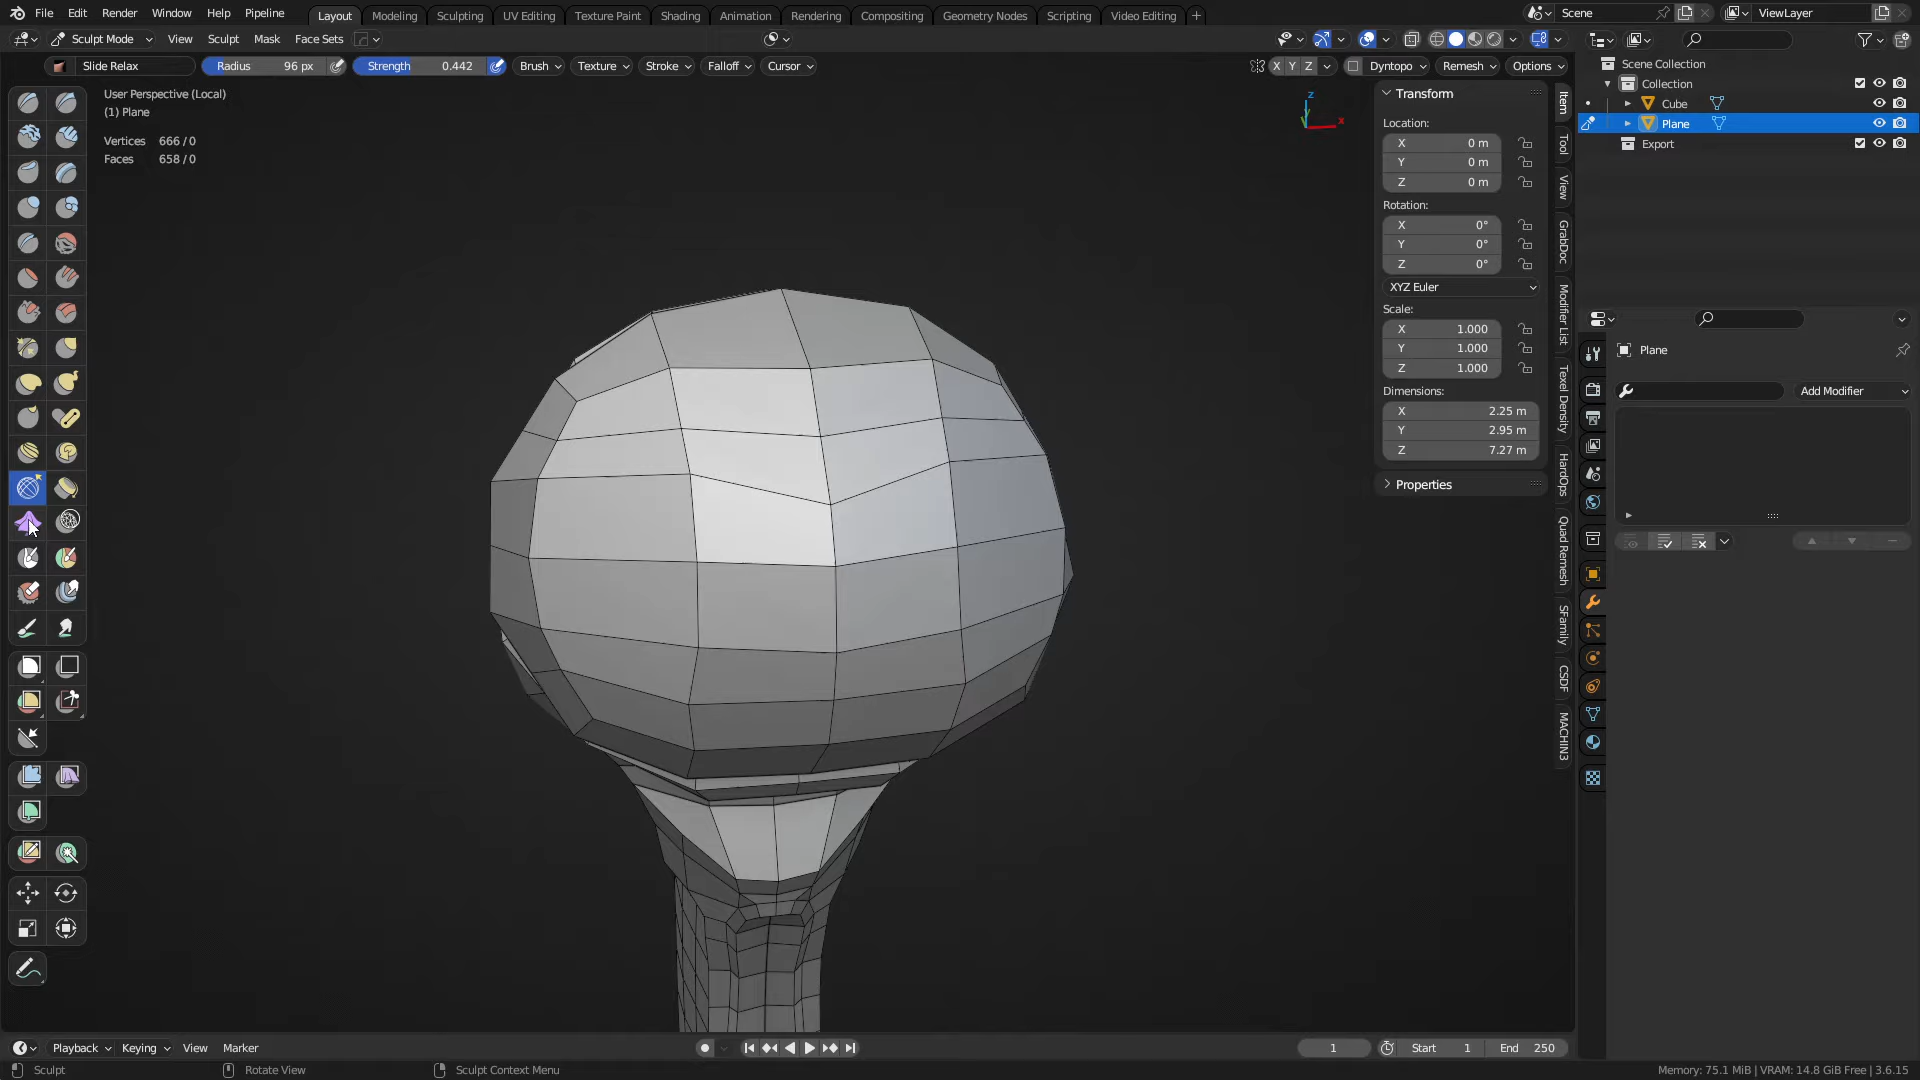 File Edit Render Window Help Pipeline Layout Modeling Sculpting UV Editing Texture Paint Shading Animation Rendering Compositing Geometry Nodes Scripting Video Editing + Scene ViewLayer
Sculpt Mode View Sculpt Mask Face Sets
Slide Relax Radius 96 px Strength 0.442 Brush Texture Stroke Falloff Cursor X Y Z Dyntopo Remesh Options
User Perspective (Local)
(1) Plane
Vertices 666 / 0
Faces 658 / 0
z
x
Transform
Location:
X 0 m
Y 0 m
Z 0 m
Rotation:
X 0°
Y 0°
Z 0°
XYZ Euler
Scale:
X 1.000
Y 1.000
Z 1.000
Dimensions:
X 2.25 m
Y 2.95 m
Z 7.27 m
Properties
Item
Tool
View
GrabDoc
Modifier List
Texel Density
HardOps
Quad Remesh
SFamily
CSDF
MACHIN3
Scene Collection
Collection
Cube
Plane
Export
Plane
Add Modifier
Playback Keying View Marker 1 Start 1 End 250
Sculpt Rotate View Sculpt Context Menu Memory: 75.1 MiB | VRAM: 14.8 GiB Free | 3.6.15